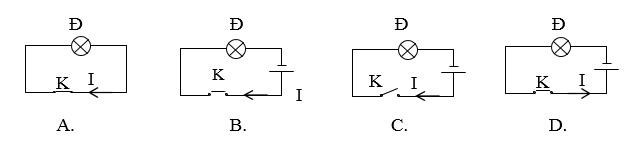 Đ Đ Đ Đ
K I K I K I K I
A. B. C. D.